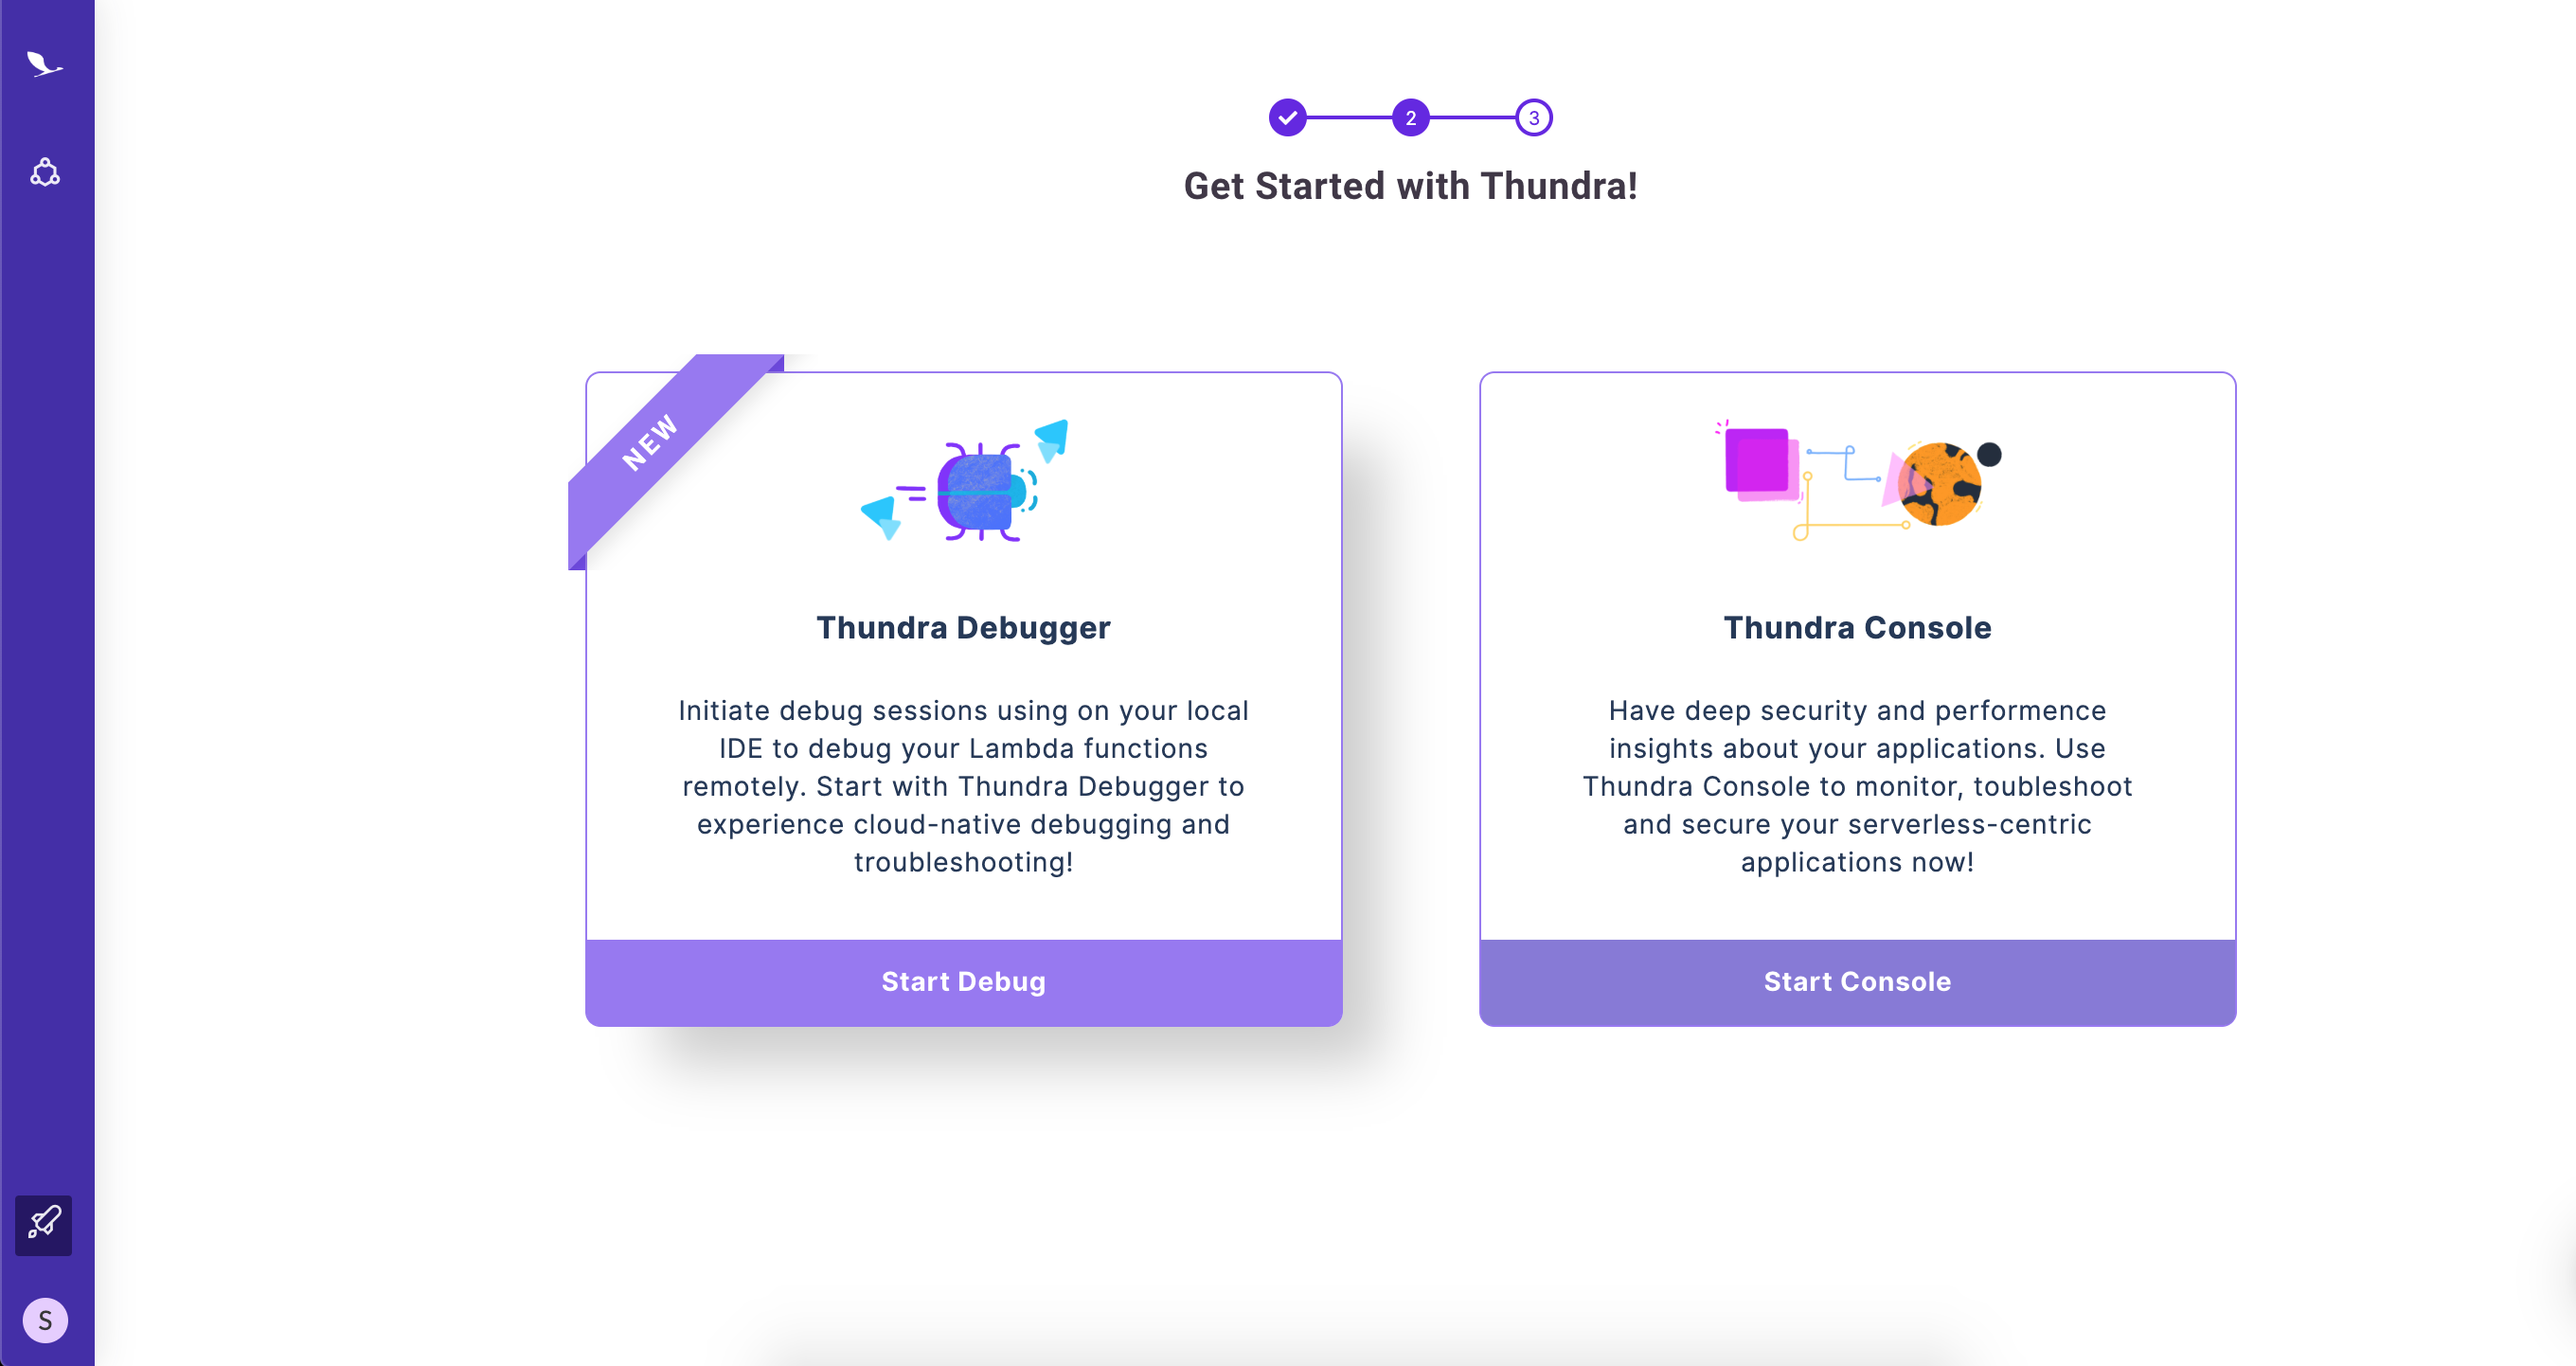 2
3
Get Started with Thundra!
NEW
Thundra Debugger
Initiate debug sessions using on your local
IDE to debug your Lambda functions
remotely. Start with Thundra Debugger to
experience cloud-native debugging and
troubleshooting!
Start Debug
Thundra Console
Have deep security and performence
insights about your applications. Use
Thundra Console to monitor, toubleshoot
and secure your serverless-centric
applications now!
Start Console
S